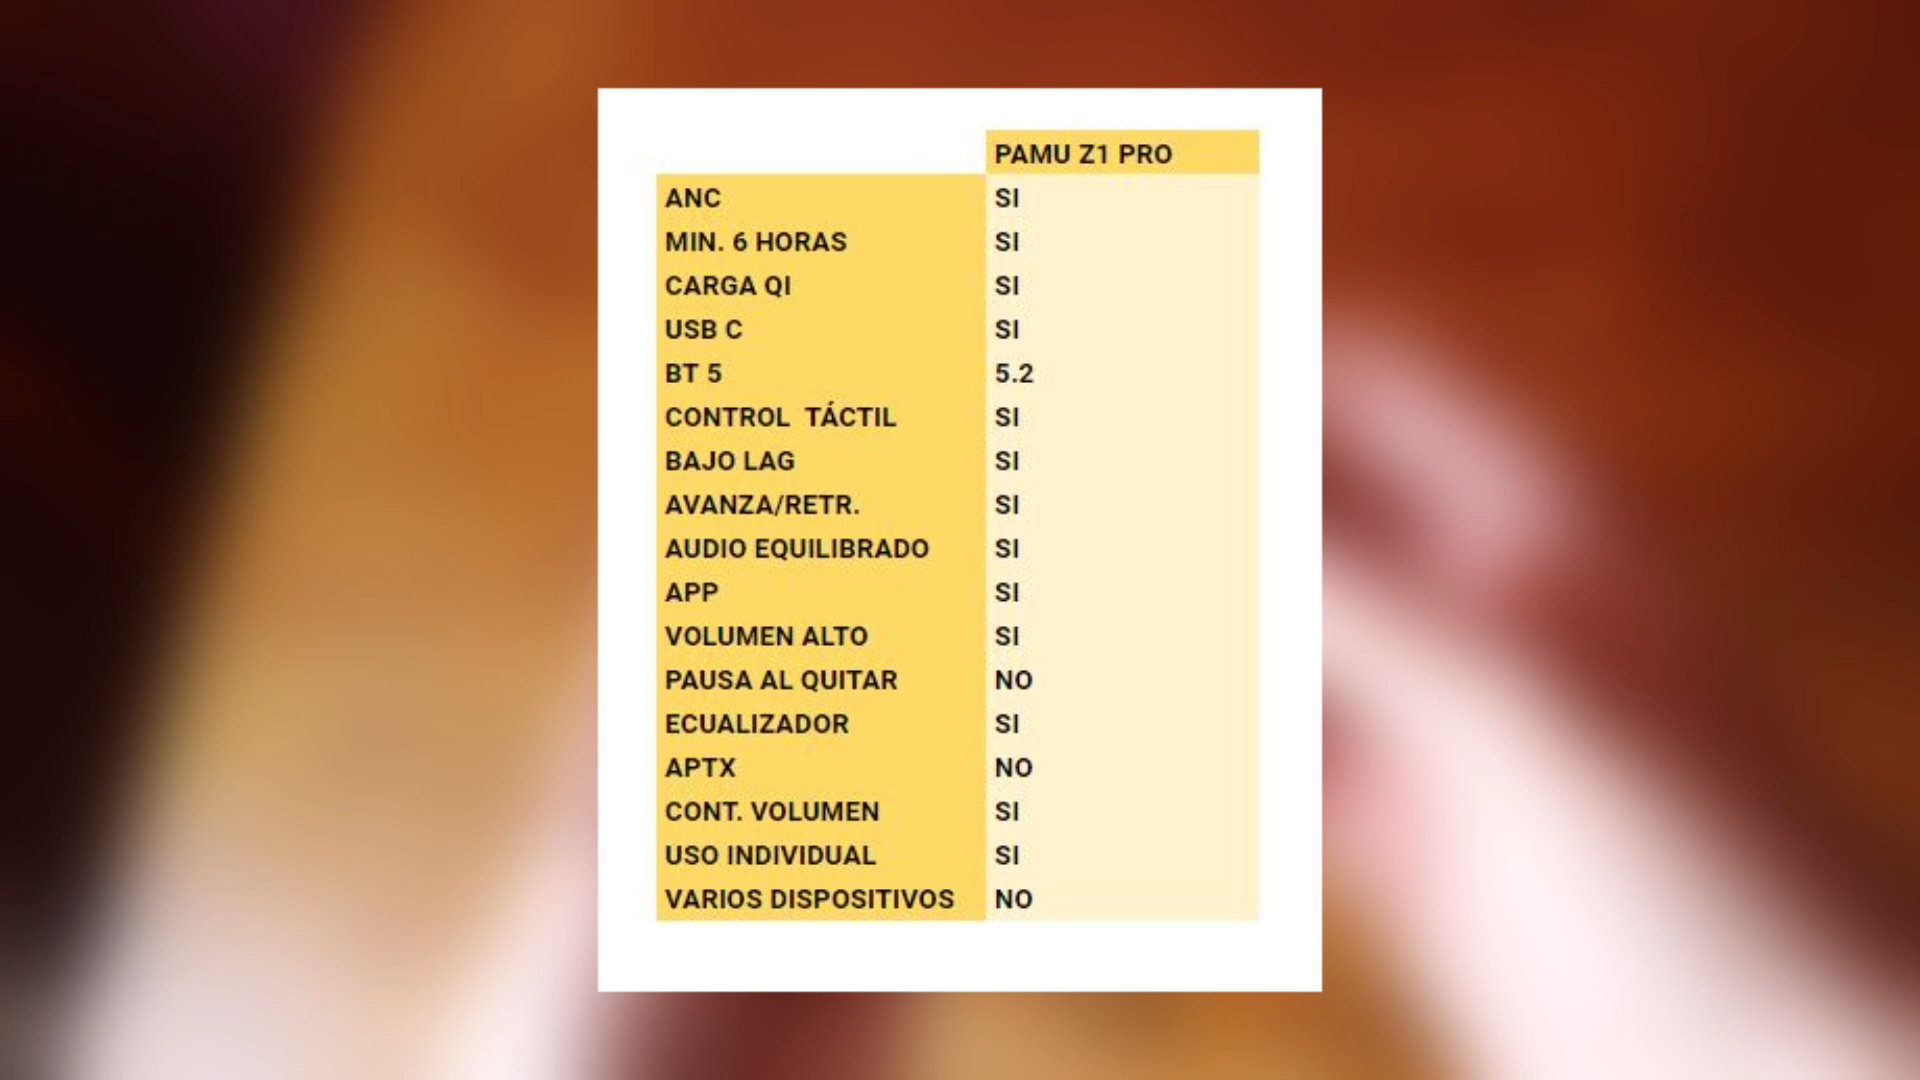 PAMU Z1 PRO
ANC SI
MIN. 6 HORAS SI
CARGA QI SI
USB C SI
BT 5 5.2
CONTROL  TÁCTIL SI
BAJO LAG SI
AVANZA/RETR. SI
AUDIO EQUILIBRADO SI
APP SI
VOLUMEN ALTO SI
PAUSA AL QUITAR NO
ECUALIZADOR SI
APTX NO
CONT. VOLUMEN SI
USO INDIVIDUAL SI
VARIOS DISPOSITIVOS NO